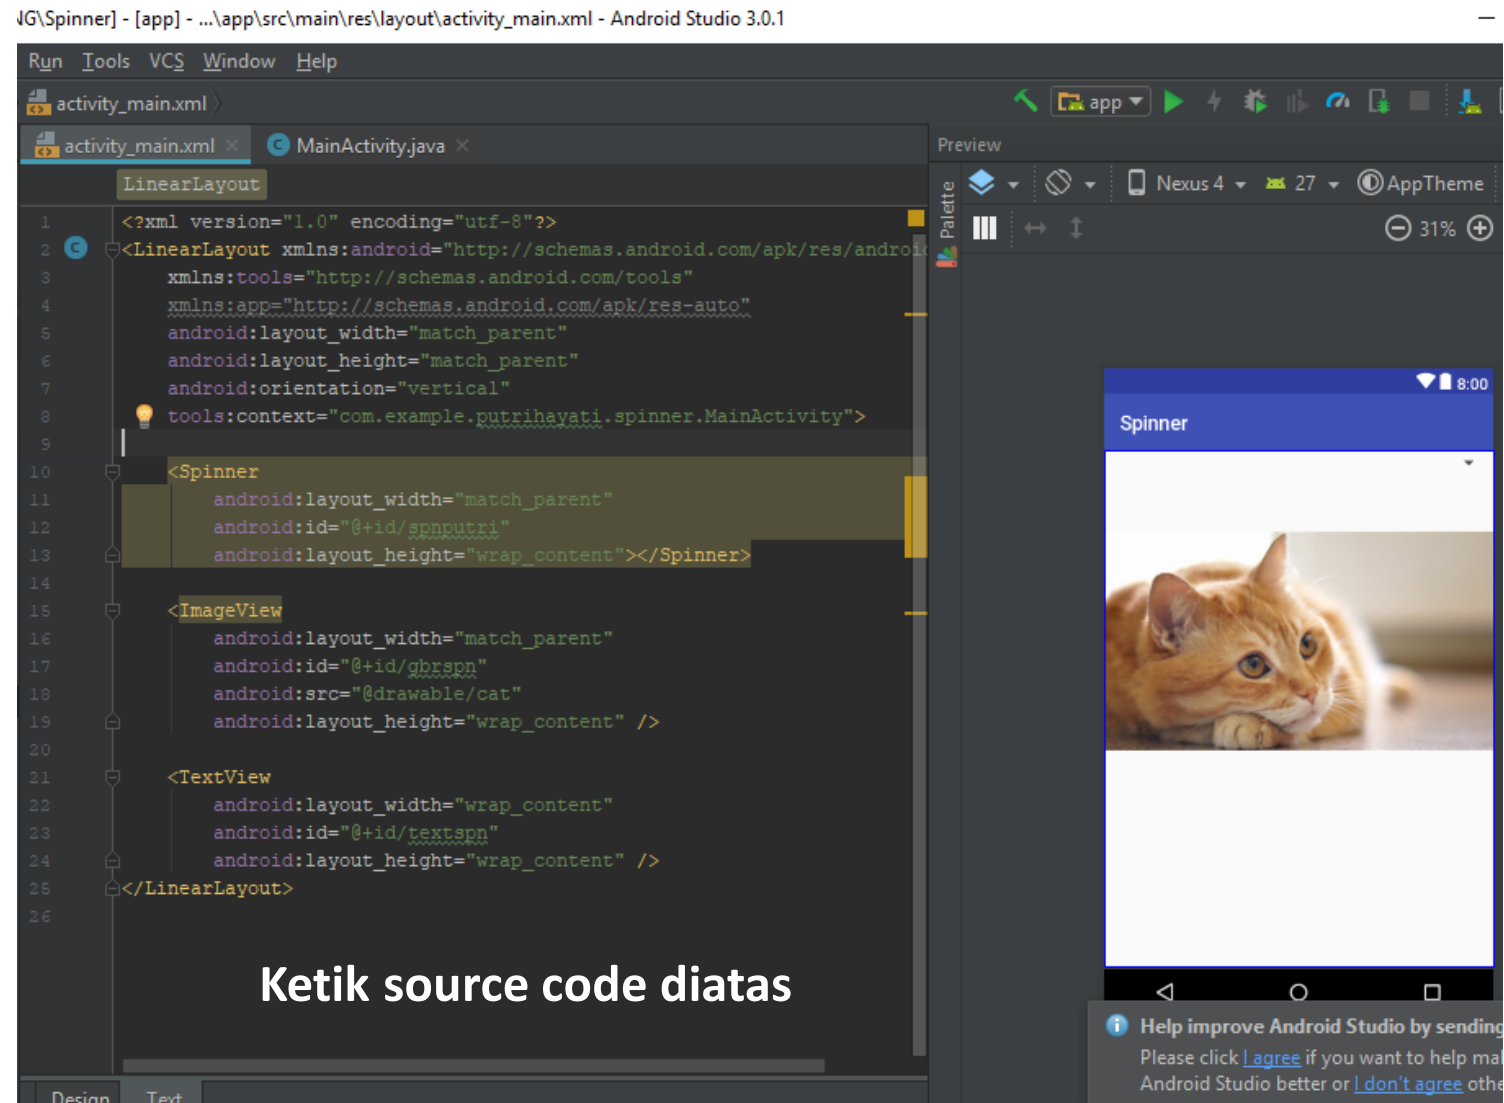 NG\Spinner] - [app] - ...\app\src\main\res\layout\activity_main.xml - Android Studio 3.0.1
Run Tools VCS Window Help
activity_main.xml
app
activity_main.xml MainActivity.java
Preview
LinearLayout
Palette
Nexus 4 27 AppTheme
31%
1 <?xml version="1.0" encoding="utf-8"?>
2 <LinearLayout xmlns:android="http://schemas.android.com/apk/res/androi
3 xmlns:tools="http://schemas.android.com/tools"
4 xmlns:app="http://schemas.android.com/apk/res-auto"
5 android:layout_width="match_parent"
6 android:layout_height="match_parent"
7 android:orientation="vertical"
8 tools:context="com.example.putrihayati.spinner.MainActivity">
9
10 <Spinner
11 android:layout_width="match_parent"
12 android:id="@+id/spnputri"
13 android:layout_height="wrap_content"></Spinner>
14
15 <ImageView
16 android:layout_width="match_parent"
17 android:id="@+id/gbrspn"
18 android:src="@drawable/cat"
19 android:layout_height="wrap_content" />
20
21 <TextView
22 android:layout_width="wrap_content"
23 android:id="@+id/textspn"
24 android:layout_height="wrap_content" />
25 </LinearLayout>
26
8:00
Spinner
Ketik source code diatas
Help improve Android Studio by sending
Please click I agree if you want to help mal
Android Studio better or I don't agree othe
Design Text